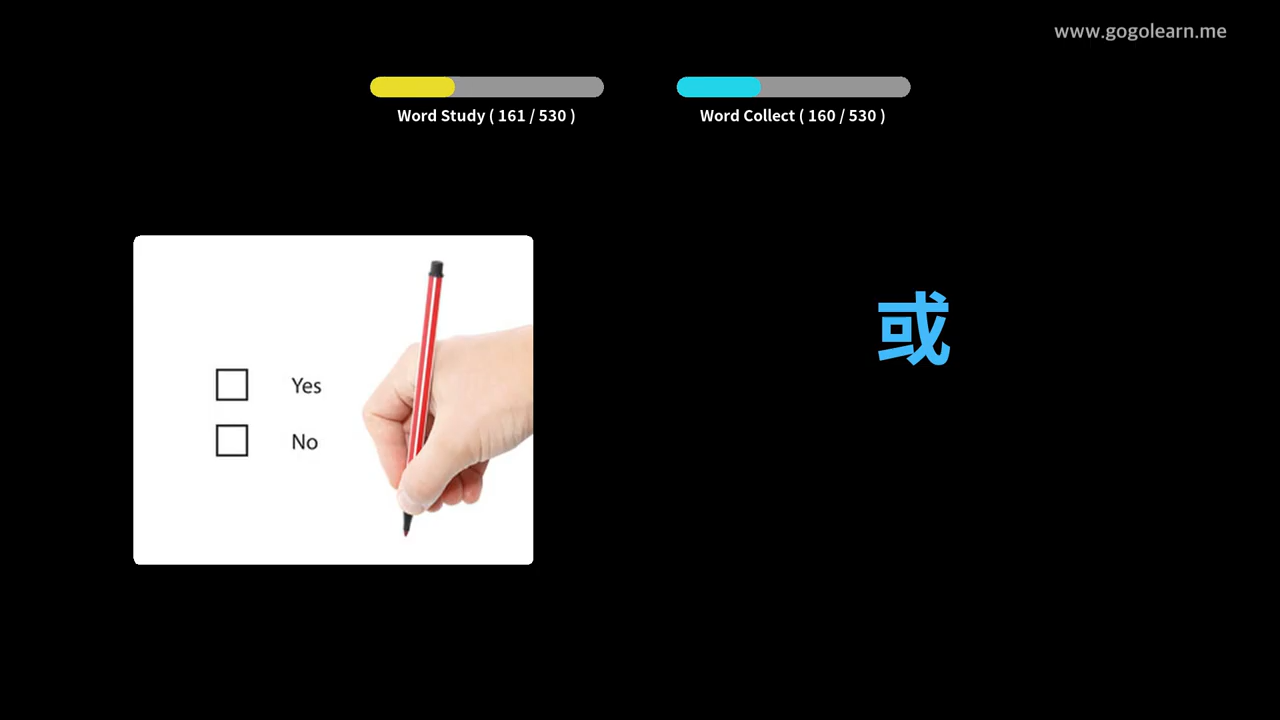 www.gogolearn.me
Word Study ( 161 / 530 )
Word Collect ( 160 / 530 )
Yes
No
或